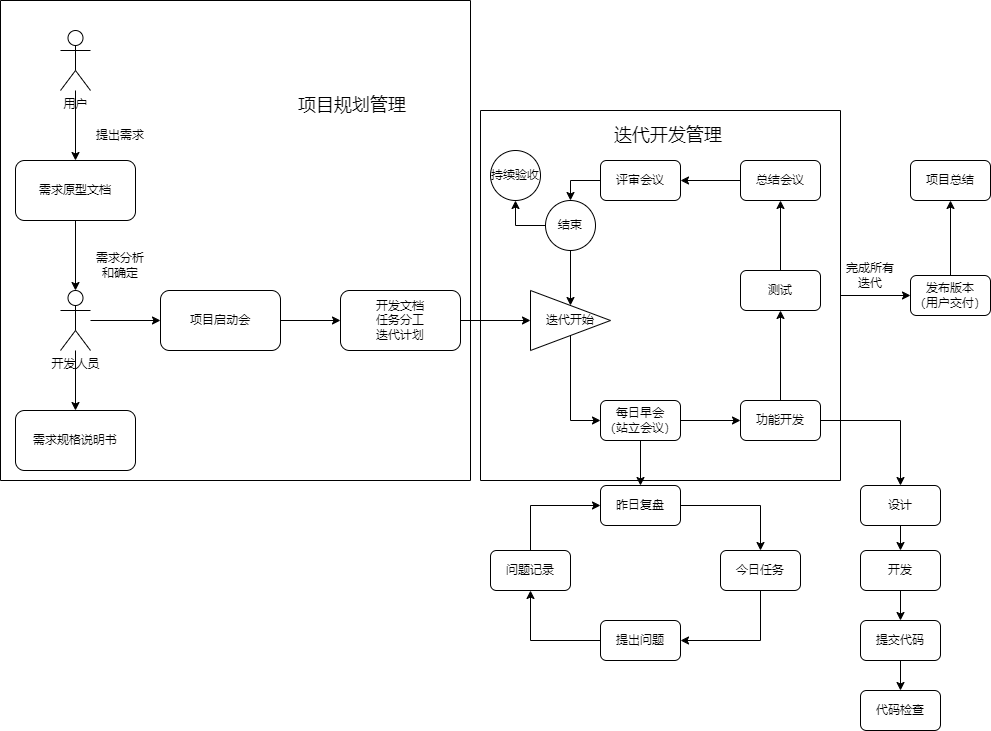 用户
项目规划管理
提出需求
需求原型文档
需求分析
和确定
开发人员
项目启动会
开发文档
任务分工
迭代计划
需求规格说明书
迭代开发管理
持续验收
评审会议
总结会议
结束
测试
迭代开始
每日早会
（站立会议）
功能开发
完成所有
迭代
项目总结
发布版本
（用户交付）
昨日复盘
问题记录
今日任务
提出问题
设计
开发
提交代码
代码检查